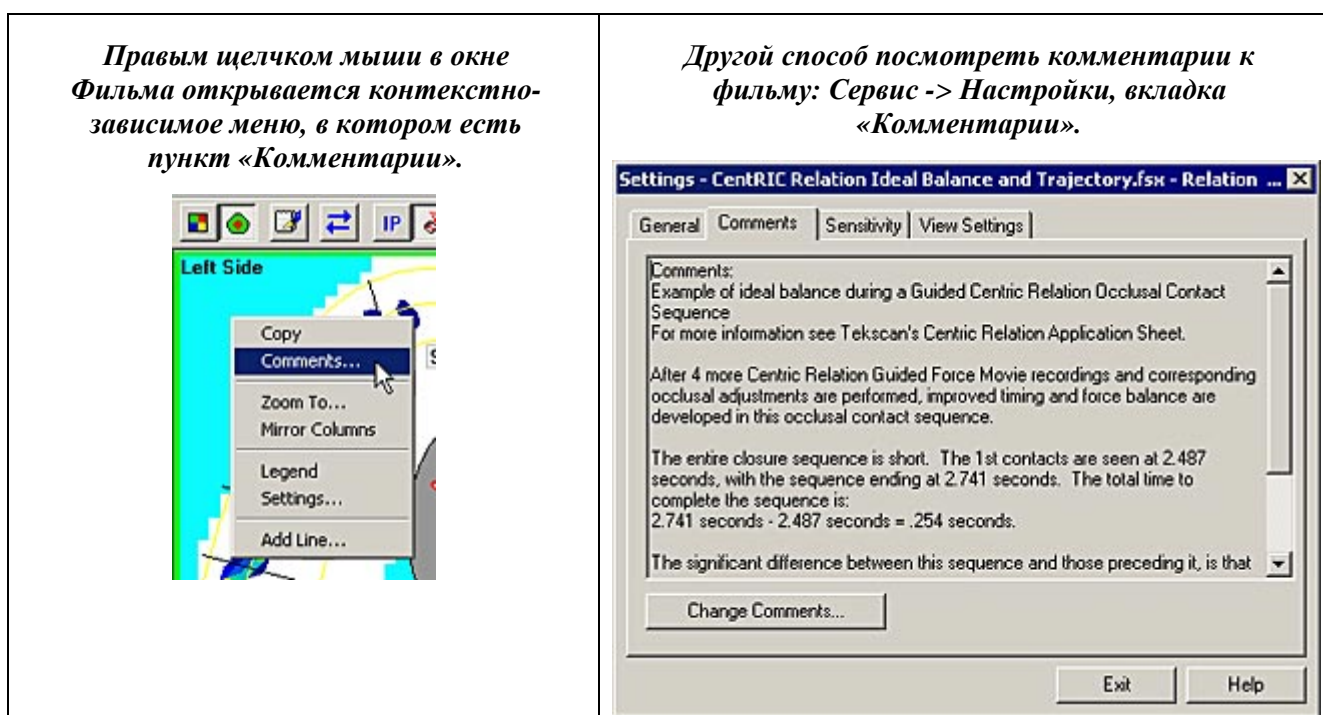 Правым щелчком мыши в окне
Фильма открывается контекстно-
зависимое меню, в котором есть
пункт «Комментарии».
IP
Left Side
Copy
Comments...
S
Zoom To...
Mirror Columns
Legend
Settings...
Add Line...
Другой способ посмотреть комментарии к
фильму: Сервис -> Настройки, вкладка
«Комментарии».
Settings - CentRIC Relation Ideal Balance and Trajectory.fsx - Relation ...
General Comments Sensitivity View Settings
Comments:
Example of ideal balance during a Guided Centric Relation Occlusal Contact
Sequence
For more information see Tekscan's Centric Relation Application Sheet.
After 4 more Centric Relation Guided Force Movie recordings and corresponding
occlusal adjustments are performed, improved timing and force balance are
developed in this occlusal contact sequence.
The entire closure sequence is short. The 1st contacts are seen at 2.487
seconds, with the sequence ending at 2.741 seconds. The total time to
complete the sequence is:
2.741 seconds - 2.487 seconds = .254 seconds.
The significant difference between this sequence and those preceding it, is that
Change Comments...
Exit Help